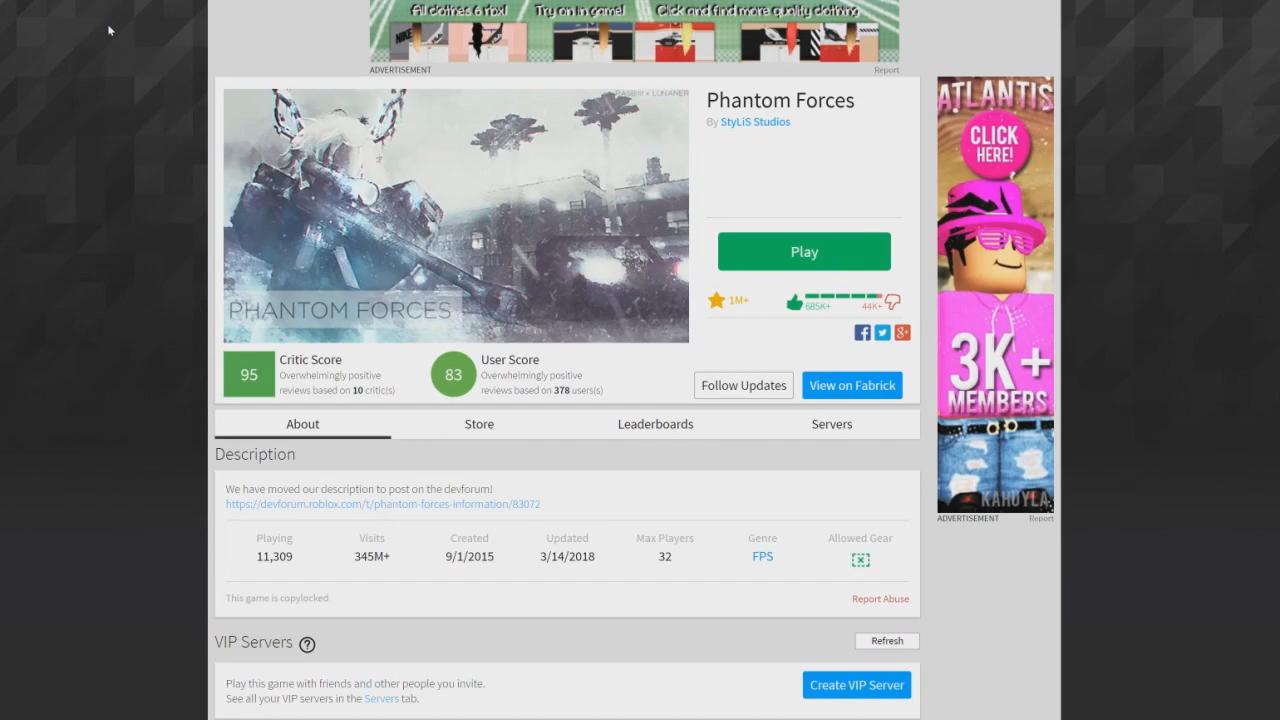 All clothes 6 rbx! Try on in game! Click and find more quality clothing
NIKE
ADVERTISEMENT Report
RASBIIII x LUNANER
PHANTOM FORCES
Phantom Forces
By StyLiS Studios
Play
1M+ 685K+ 44K+
95
Critic Score
Overwhelmingly positive
reviews based on 10 critic(s)
83
User Score
Overwhelmingly positive
reviews based on 378 users(s)
Follow Updates View on Fabrick
ATLANTIS
CLICK
HERE!
3K+
MEMBERS
KAHUYLA
ADVERTISEMENT Report
About Store Leaderboards Servers
Description
We have moved our description to post on the devforum!
https://devforum.roblox.com/t/phantom-forces-information/83072
Playing Visits Created Updated Max Players Genre Allowed Gear
11,309 345M+ 9/1/2015 3/14/2018 32 FPS
This game is copylocked Report Abuse
VIP Servers ? Refresh
Play this game with friends and other people you invite.
See all your VIP servers in the Servers tab.
Create VIP Server